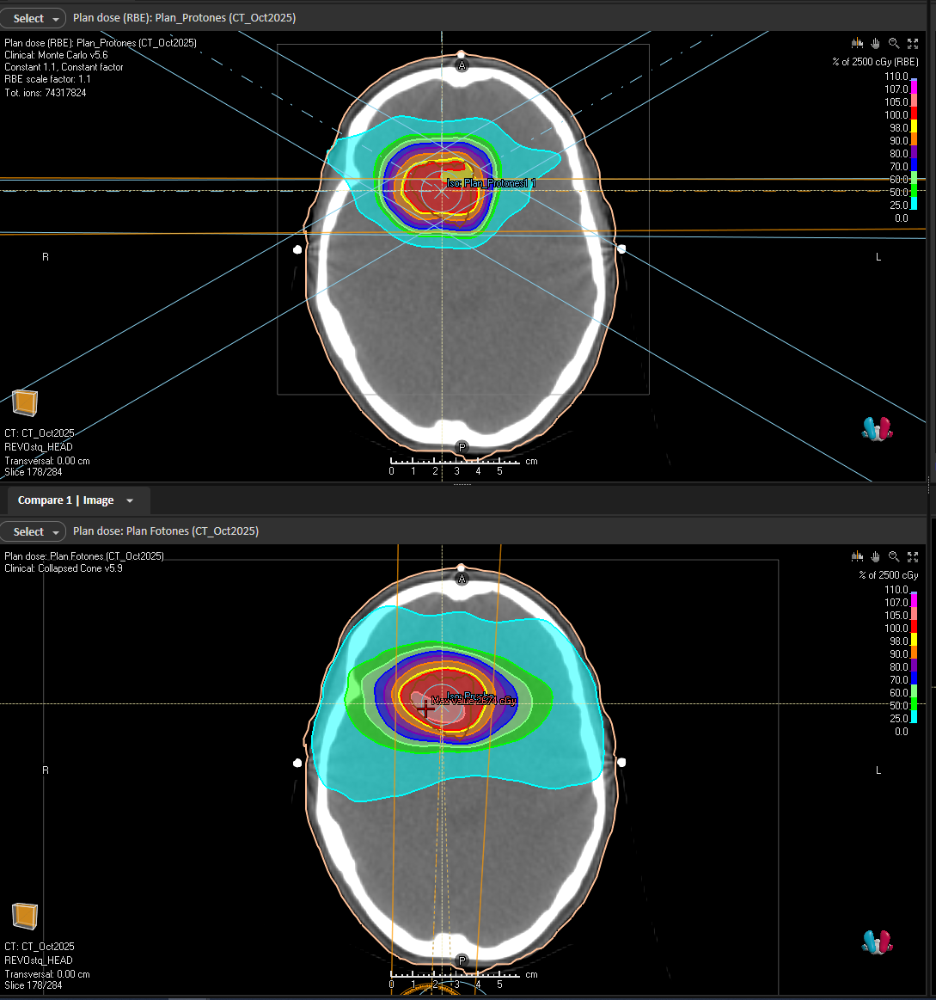 Select
Plan dose (RBE): Plan_Protones (CT_Oct2025)
Plan dose (RBE): Plan_Protones (CT_Oct2025)
Clinical: Monte Carlo v5.6
Constant 1.1, Constant factor
RBE scale factor: 1.1
Tot. ions: 74317824
% of 2500 cGy (RBE)
110.0
107.0
105.0
100.0
98.0
90.0
80.0
70.0
60.0
50.0
25.0
0.0
A
Iso: Plan_Protones1 1
R
L
P
CT: CT_Oct2025
REVOstq_HEAD
Transversal: 0.00 cm
Slice 178/284
0 1 2 3 4 5 cm
Compare 1 | Image
Select
Plan dose: Plan Fotones (CT_Oct2025)
Plan dose: Plan Fotones (CT_Oct2025)
Clinical: Collapsed Cone v5.9
% of 2500 cGy
110.0
107.0
105.0
100.0
98.0
90.0
80.0
70.0
60.0
50.0
25.0
0.0
A
Iso: Prueba
Max value 2674 cGy
R
L
P
CT: CT_Oct2025
REVOstq_HEAD
Transversal: 0.00 cm
Slice 178/284
0 1 2 3 4 5 cm